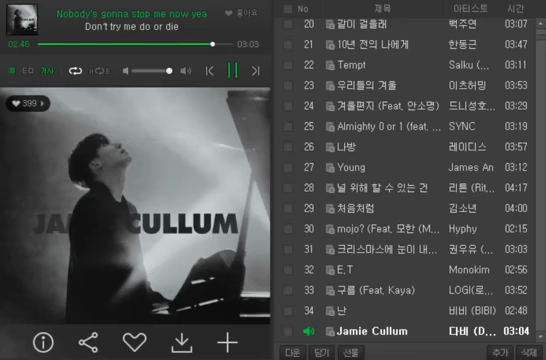 Nobody's gonna stop me now yea
♥ 좋아요
Don't try me do or die
02:46
03:03
EQ 가사
A B
399
JAMIE CULLUM
No 제목 아티스트 시간
20 같이 걸을래 백주연 03:07
21 10년 전의 나에게 한동근 03:47
22 Tempt Salku (... 03:11
23 우리들의 겨울 이츠허밍 03:53
24 겨울편지 (Feat. 안소명) 드니성호... 03:29
25 Almighty 0 or 1 (feat, ... SYNC 03:19
26 나방 레이디스 03:57
27 Young James An 03:12
28 널 위해 할 수 있는 건 리튼 (Rit... 04:17
29 처음처럼 김소년 04:00
30 mojo? (Feat. 모한 (M... Hyphy 02:15
31 크리스마스에 눈이 내... 권우유 (... 03:03
32 E.T Monokim 02:56
33 구름 (Feat, Kaya) LOGI(로... 03:52
34 난 비비 (BIBI) 02:48
Jamie Cullum 다바 (D... 03:04
다운 담기 선물 추가 삭제